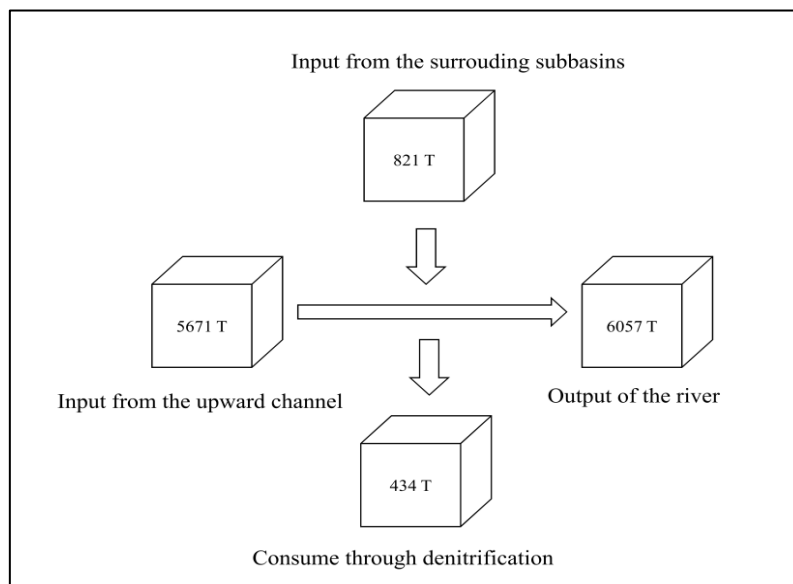 Input from the surrouding subbasins
821 T
5671 T
6057 T
Input from the upward channel
Output of the river
434 T
Consume through denitrification